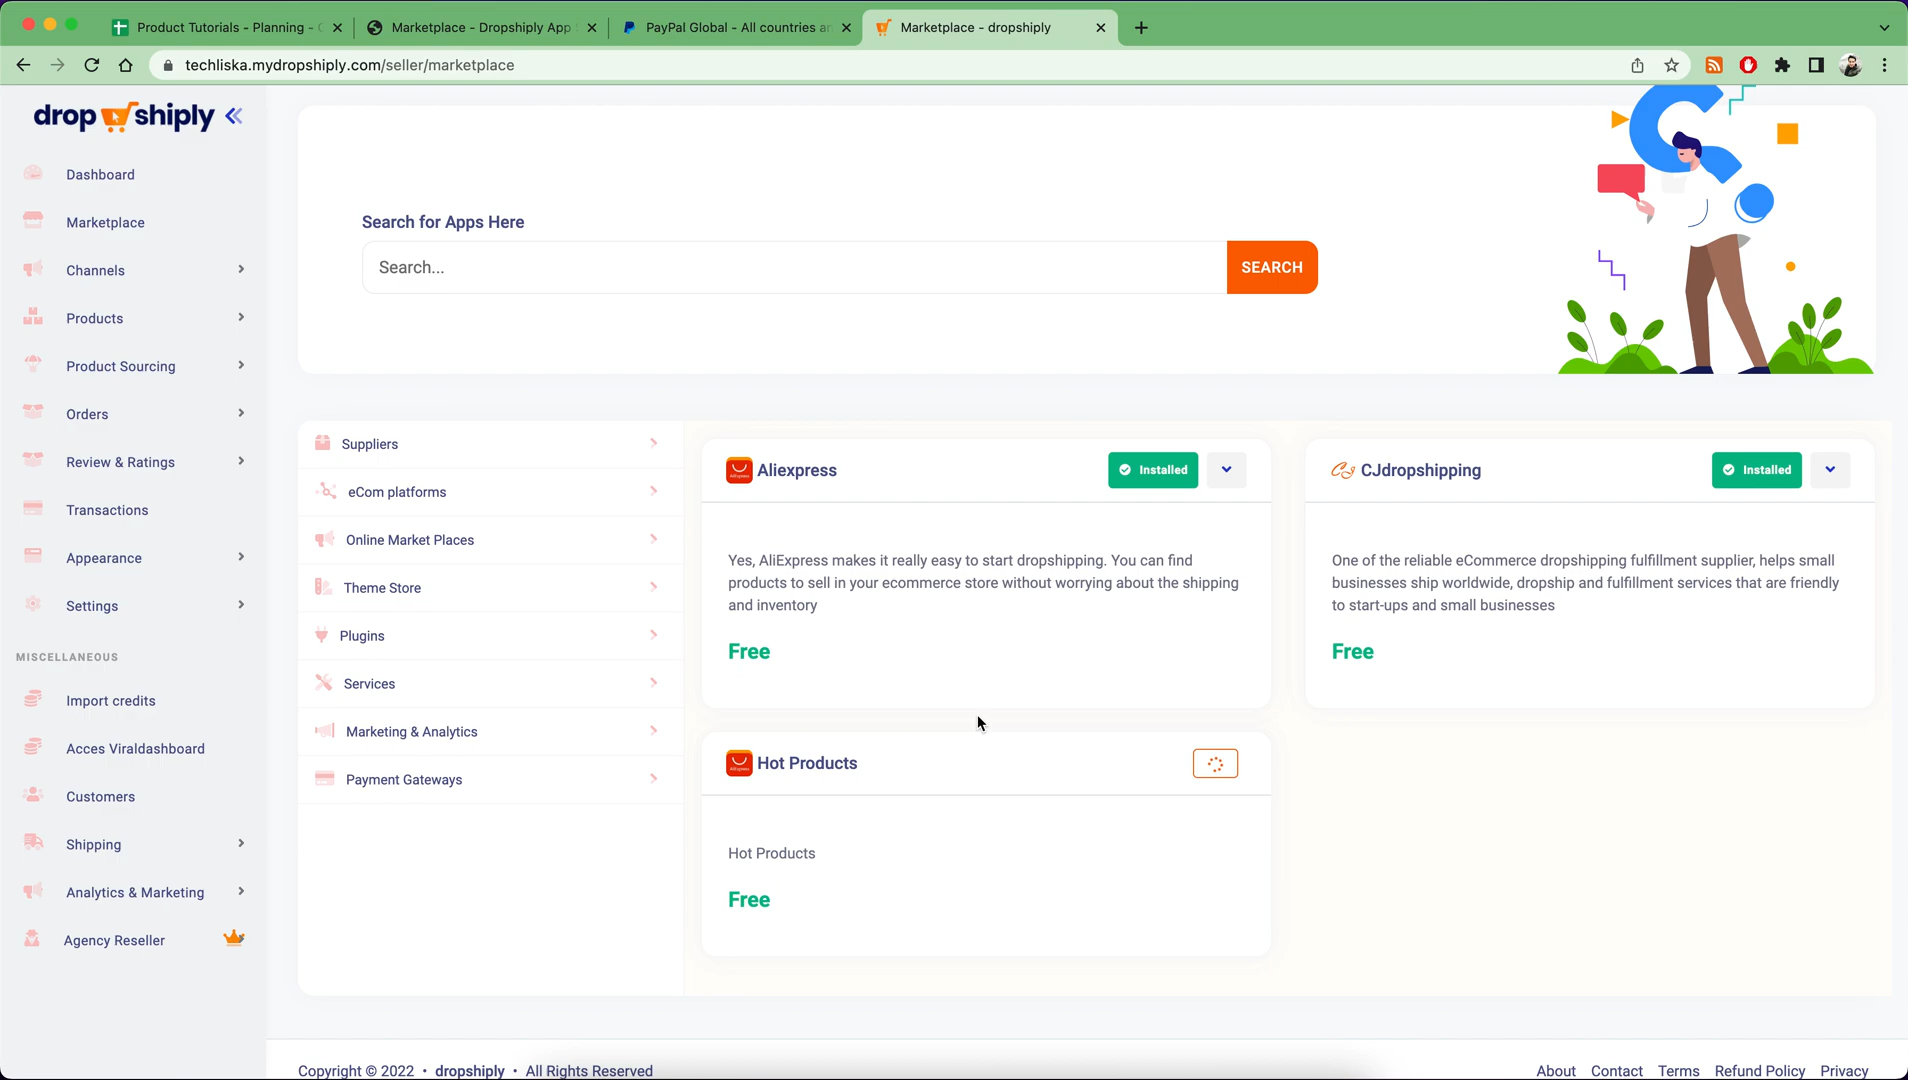 Product Tutorials - Planning -
Marketplace - Dropshiply App
PayPal Global - All countries an
Marketplace - dropshiply
techliska.mydropshiply.com/seller/marketplace
dropshiply
Dashboard
Marketplace
Channels
Products
Product Sourcing
Orders
Review & Ratings
Transactions
Appearance
Settings
MISCELLANEOUS
Import credits
Acces Viraldashboard
Customers
Shipping
Analytics & Marketing
Agency Reseller
Search for Apps Here
Search...
SEARCH
Suppliers
eCom platforms
Online Market Places
Theme Store
Plugins
Services
Marketing & Analytics
Payment Gateways
Aliexpress
Installed
Yes, AliExpress makes it really easy to start dropshipping. You can find
products to sell in your ecommerce store without worrying about the shipping
and inventory
Free
CJdropshipping
Installed
One of the reliable eCommerce dropshipping fulfillment supplier, helps small
businesses ship worldwide, dropship and fulfillment services that are friendly
to start-ups and small businesses
Free
Hot Products
Hot Products
Free
Copyright © 2022 • dropshiply • All Rights Reserved
About Contact Terms Refund Policy Privacy